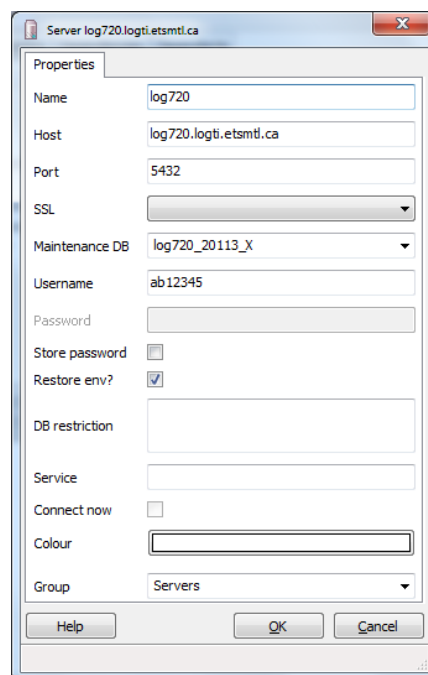 Server log720.logti.etsmtl.ca
Properties
Name log720
Host log720.logti.etsmtl.ca
Port 5432
SSL
Maintenance DB log720_20113_X
Username ab12345
Password
Store password
Restore env?
DB restriction
Service
Connect now
Colour
Group Servers
Help OK Cancel